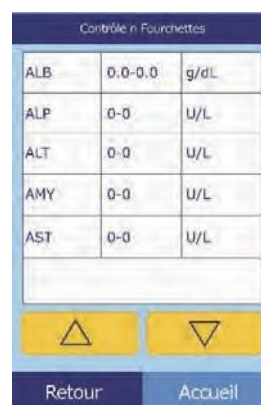 Contrôle n Fourchettes
ALB 0.0-0.0 g/dL
ALP 0-0 U/L
ALT 0-0 U/L
AMY 0-0 U/L
AST 0-0 U/L
Retour Accueil